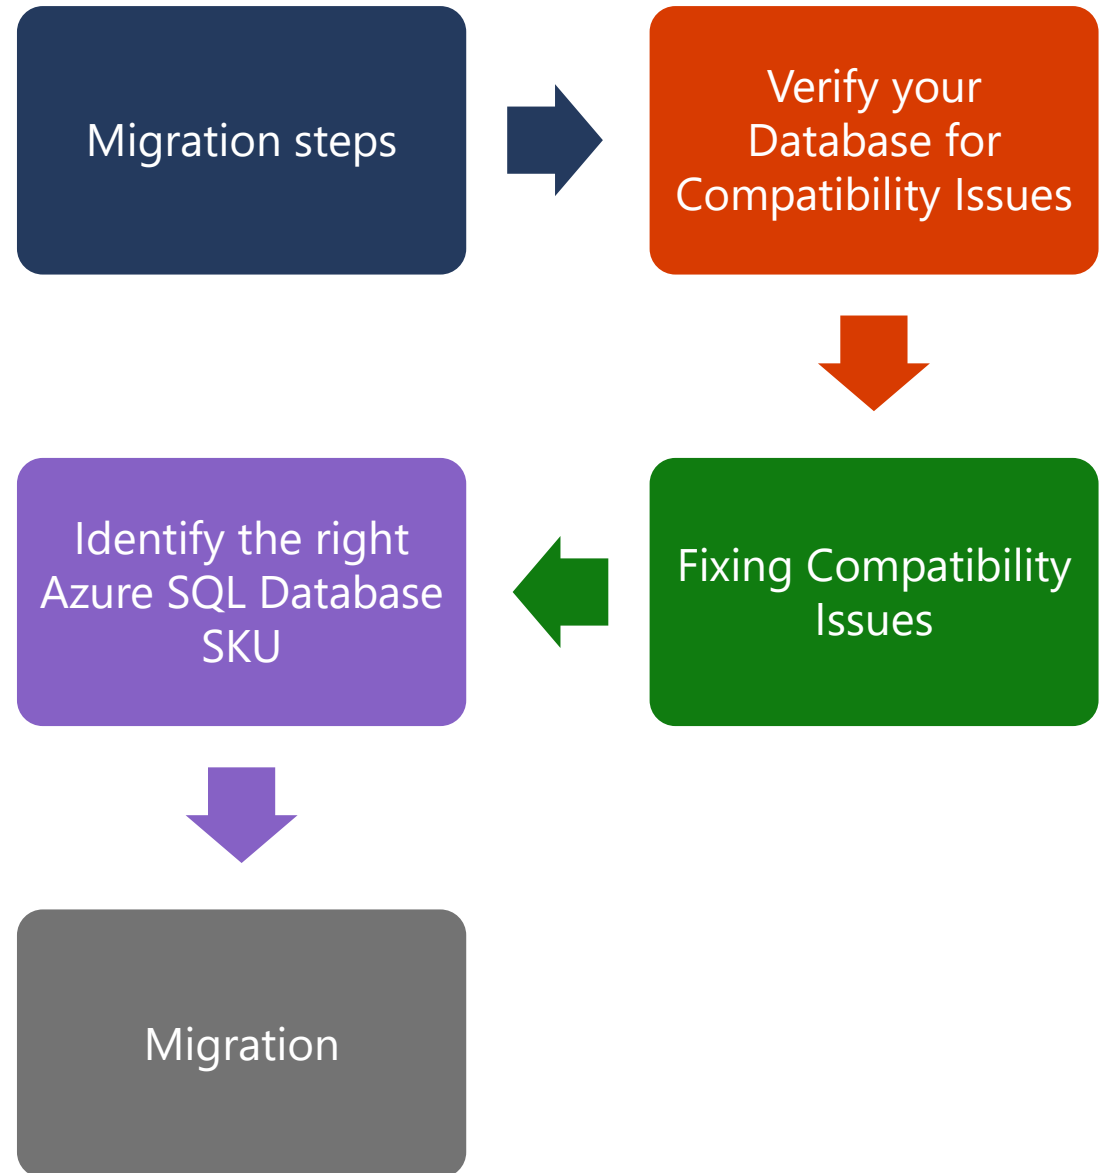 Migration steps
Verify your
Database for
Compatibility Issues
Fixing Compatibility
Issues
Identify the right
Azure SQL Database
SKU
Migration